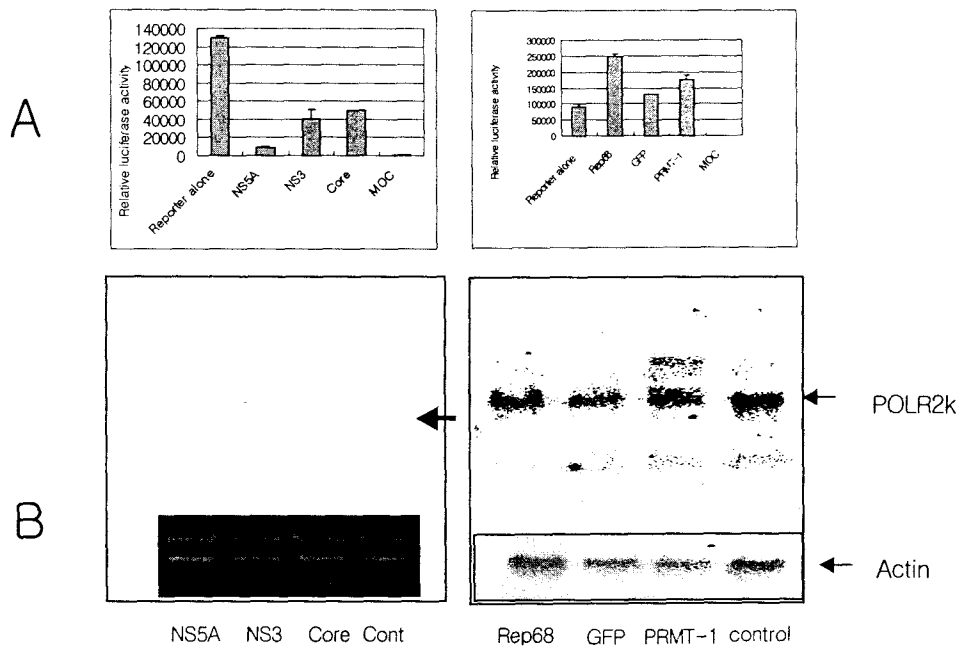 A
Relative luciferase activity
140000
120000
100000
80000
60000
40000
20000
0
Reporter alone
NS5A
NS3
Core
MOC
Relative luciferase activity
300000
250000
200000
150000
100000
50000
0
Reporter alone
Rep68
GFP
PRMT-1
MOC
B
POLR2k
Actin
NS5A NS3 Core Cont
Rep68 GFP PRMT-1 control